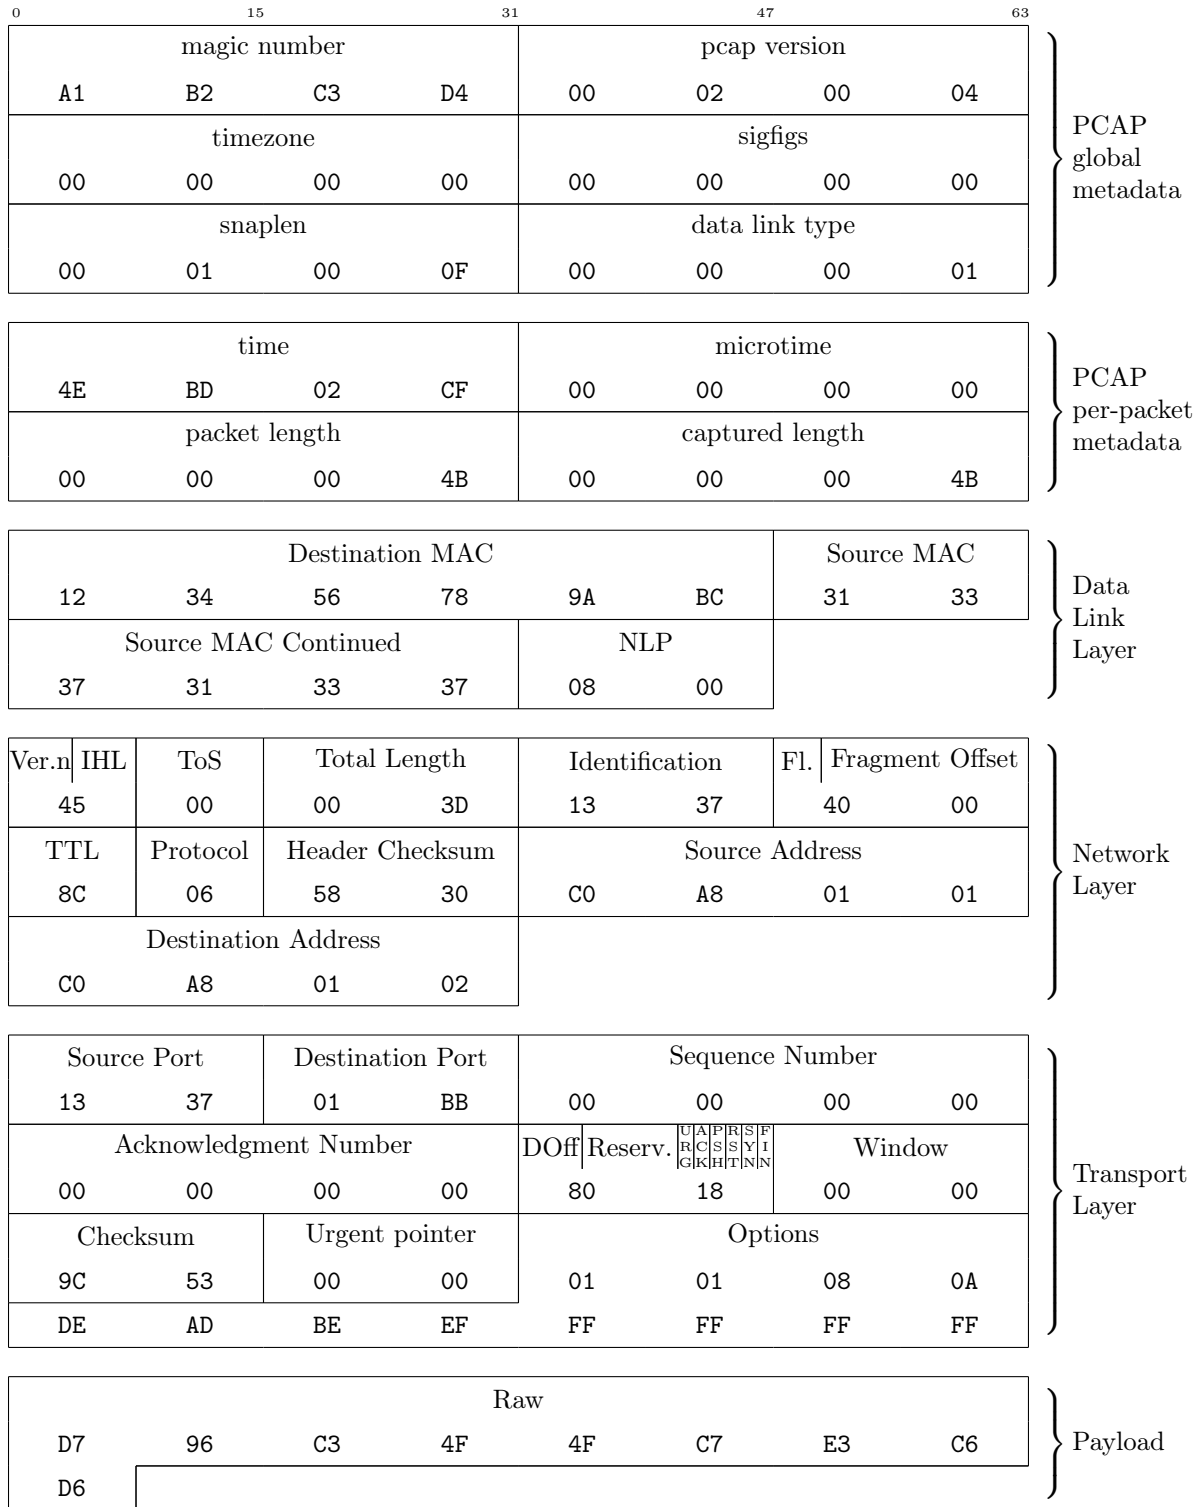 0 15 31 47 63
magic number pcap version
A1 B2 C3 D4 00 02 00 04
timezone sigfigs
00 00 00 00 00 00 00 00
snaplen data link type
00 01 00 0F 00 00 00 01
PCAP
global
metadata
time microtime
4E BD 02 CF 00 00 00 00
packet length captured length
00 00 00 4B 00 00 00 4B
PCAP
per-packet
metadata
Destination MAC Source MAC
12 34 56 78 9A BC 31 33
Source MAC Continued NLP
37 31 33 37 08 00
Data
Link
Layer
Ver.n IHL ToS Total Length Identification Fl. Fragment Offset
45 00 00 3D 13 37 40 00
TTL Protocol Header Checksum Source Address
8C 06 58 30 C0 A8 01 01
Destination Address
C0 A8 01 02
Network
Layer
Source Port Destination Port Sequence Number
13 37 01 BB 00 00 00 00
Acknowledgment Number DOff Reserv. URG ACK PSH RST SYN FIN Window
00 00 00 00 80 18 00 00
Checksum Urgent pointer Options
9C 53 00 00 01 01 08 0A
DE AD BE EF FF FF FF FF
Transport
Layer
Raw
D7 96 C3 4F 4F C7 E3 C6
D6
Payload